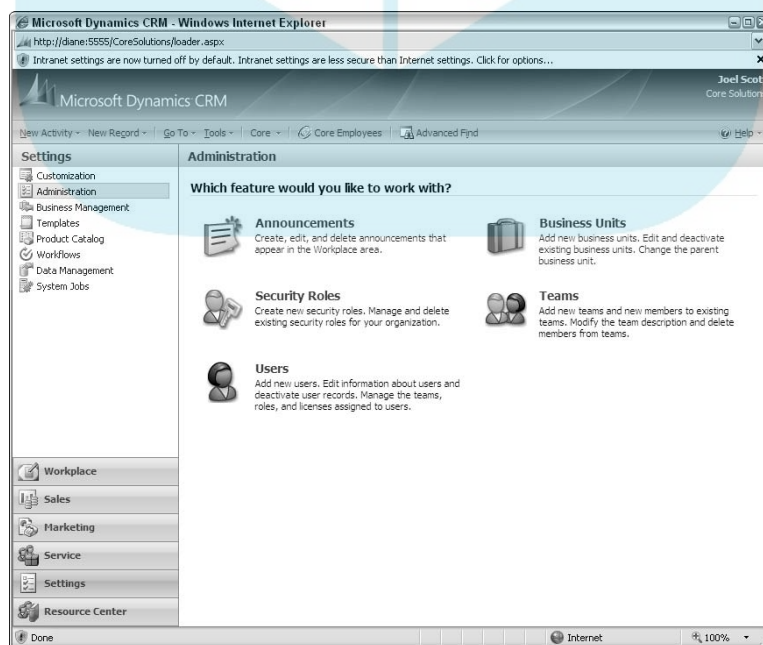 Microsoft Dynamics CRM - Windows Internet Explorer
http://diane:5555/CoreSolutions/loader.aspx
Intranet settings are now turned off by default. Intranet settings are less secure than Internet settings. Click for options...
Microsoft Dynamics CRM
Joel Scot
Core Solution
New Activity New Record Go To Tools Core Core Employees Advanced Find Help
Settings
Customization
Administration
Business Management
Templates
Product Catalog
Workflows
Data Management
System Jobs
Workplace
Sales
Marketing
Service
Settings
Resource Center
Administration
Which feature would you like to work with?
Announcements
Create, edit, and delete announcements that
appear in the Workplace area.
Business Units
Add new business units. Edit and deactivate
existing business units. Change the parent
business unit.
Security Roles
Create new security roles. Manage and delete
existing security roles for your organization.
Teams
Add new teams and new members to existing
teams. Modify the team description and delete
members from teams.
Users
Add new users. Edit information about users and
deactivate user records. Manage the teams,
roles, and licenses assigned to users.
Done Internet 100%